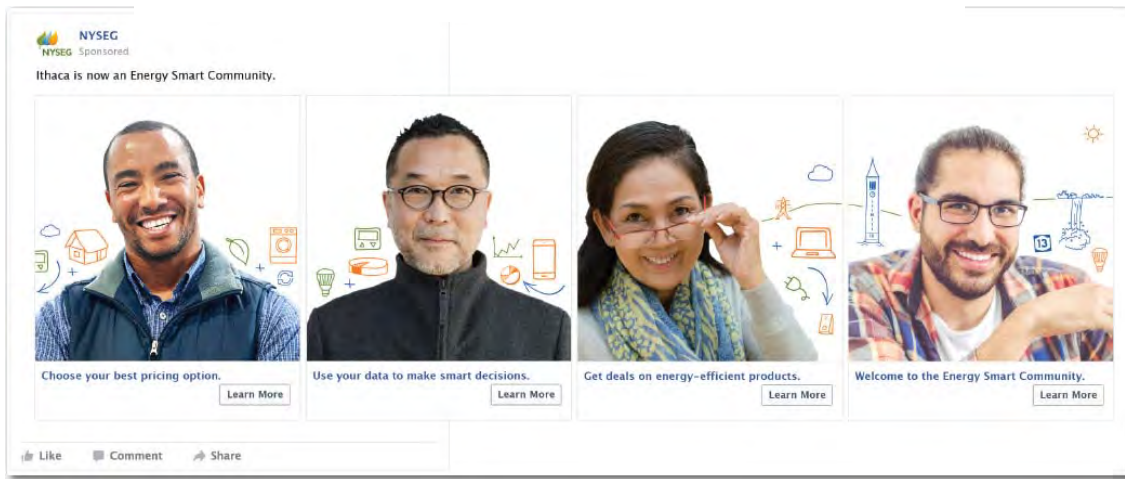 NYSEG
NYSEG Sponsored
Ithaca is now an Energy Smart Community.
13
Choose your best pricing option.
Learn More
Use your data to make smart decisions.
Learn More
Get deals on energy-efficient products.
Learn More
Welcome to the Energy Smart Community.
Learn More
Like Comment Share